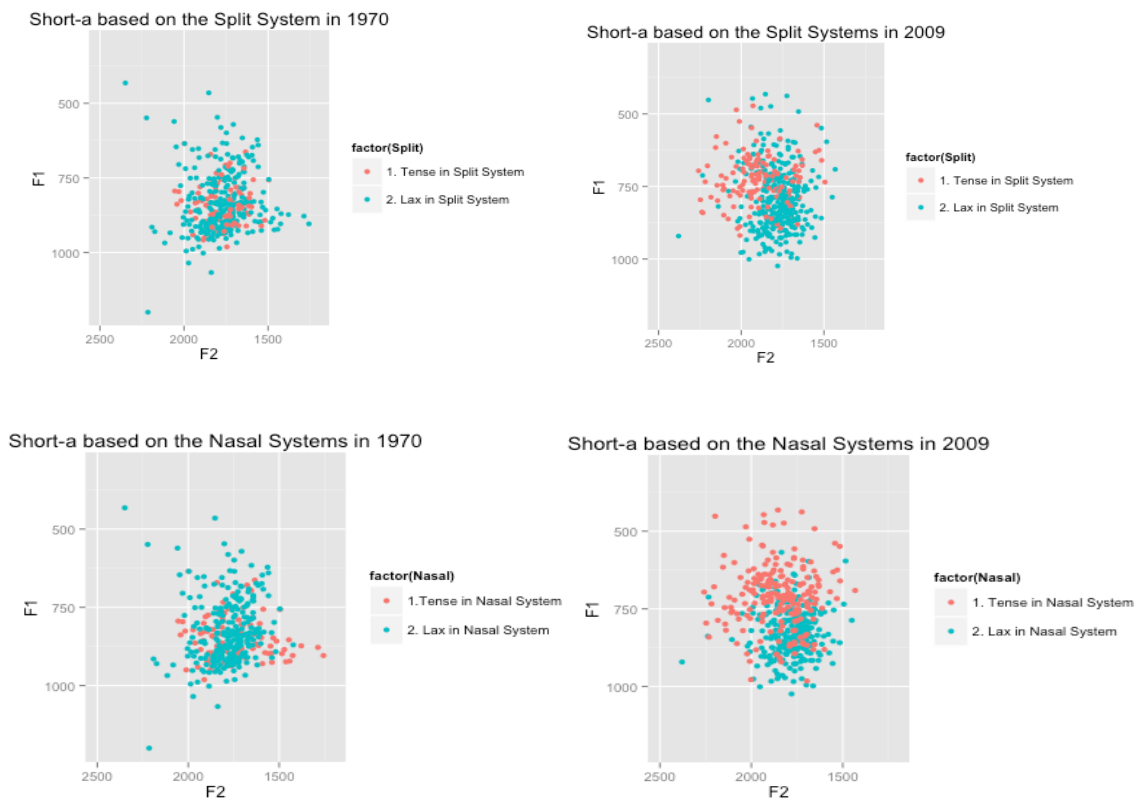 Short-a based on the Split System in 1970
500
750
1000
F1
2500
2000
1500
F2
factor(Split)
1. Tense in Split System
2. Lax in Split System
Short-a based on the Split Systems in 2009
500
750
1000
F1
2500
2000
1500
F2
factor(Split)
1. Tense in Split System
2. Lax in Split System
Short-a based on the Nasal Systems in 1970
500
750
1000
F1
2500
2000
1500
F2
factor(Nasal)
1.Tense in Nasal System
2. Lax in Nasal System
Short-a based on the Nasal Systems in 2009
500
750
1000
F1
2500
2000
1500
F2
factor(Nasal)
1. Tense in Nasal System
2. Lax in Nasal System